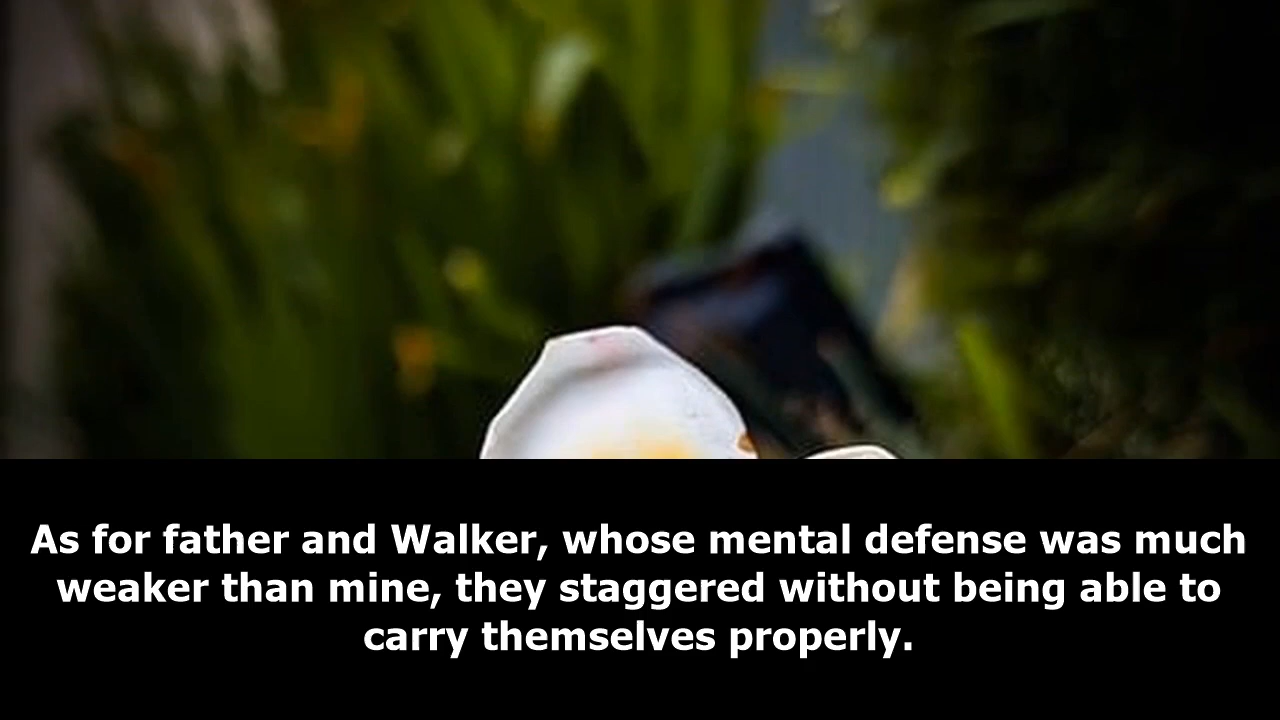 As for father and Walker, whose mental defense was much
weaker than mine, they staggered without being able to
carry themselves properly.